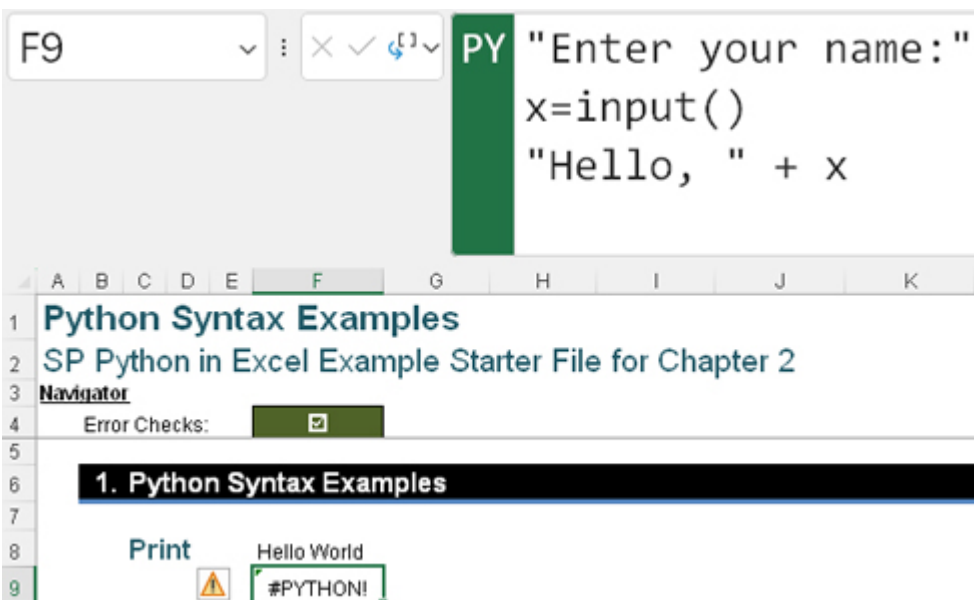 F9
PY "Enter your name:"
x=input()
"Hello, " + x
A B C D E F G H I J K
1 Python Syntax Examples
2 SP Python in Excel Example Starter File for Chapter 2
3 Navigator
4 Error Checks:
5
6 1. Python Syntax Examples
7
8 Print Hello World
9 #PYTHON!